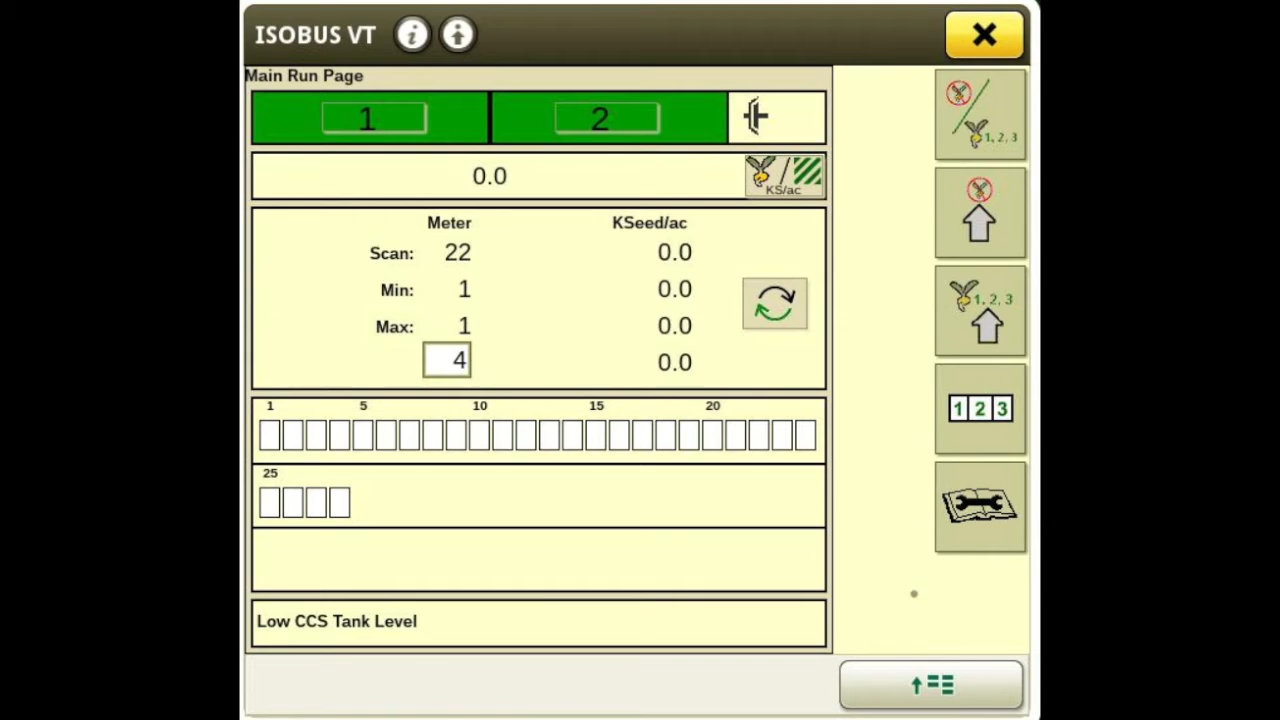 ISOBUS VT
Main Run Page
1 2
0.0
KS/ac
Meter KSeed/ac
Scan: 22 0.0
Min: 1 0.0
Max: 1 0.0
4 0.0
1 5 10 15 20
25
Low CCS Tank Level
1, 2, 3
1, 2, 3
1 2 3